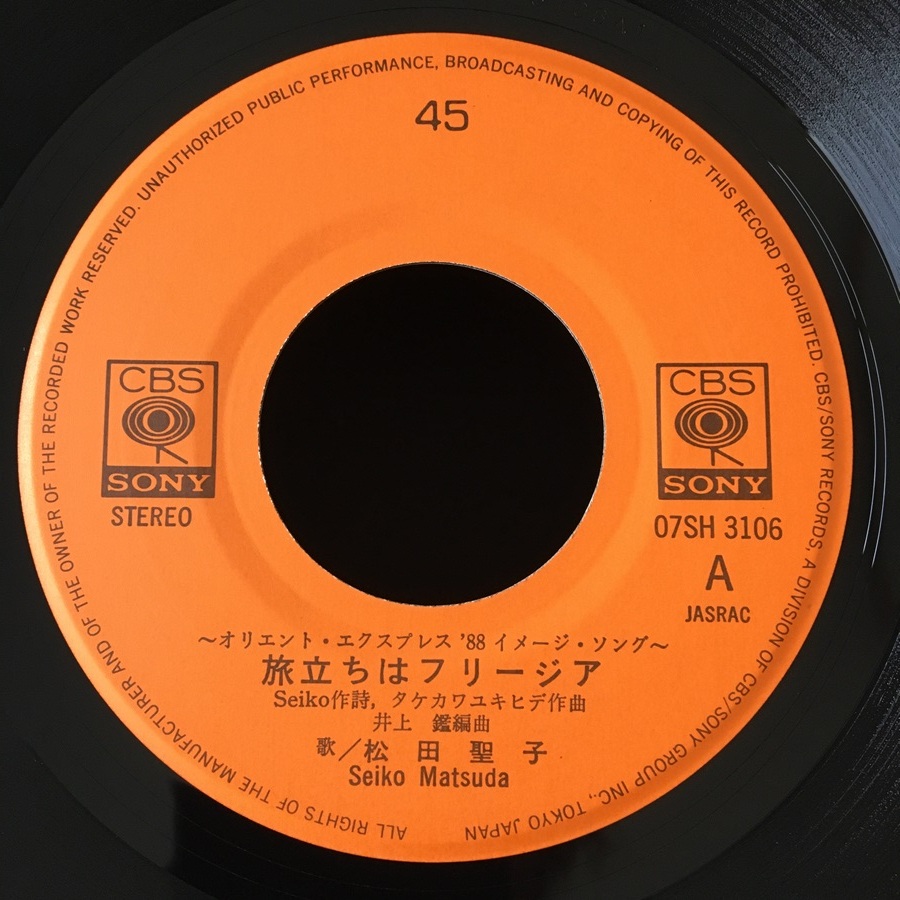 ALL RIGHTS OF THE MANUFACTURER AND OF THE OWNER OF THE RECORDED WORK RESERVED. UNAUTHORIZED PUBLIC PERFORMANCE, BROADCASTING AND COPYING OF THIS RECORD PROHIBITED. CBS/SONY RECORDS, A DIVISION OF CBS/SONY GROUP INC., TOKYO JAPAN
45
CBS
SONY
STEREO
CBS
SONY
07SH 3106
A
JASRAC
〜オリエント・エクスプレス '88 イメージ・ソング〜
旅立ちはフリージア
Seiko作詩, タケカワユキヒデ作曲
井上 鑑編曲
歌／松田聖子
Seiko Matsuda